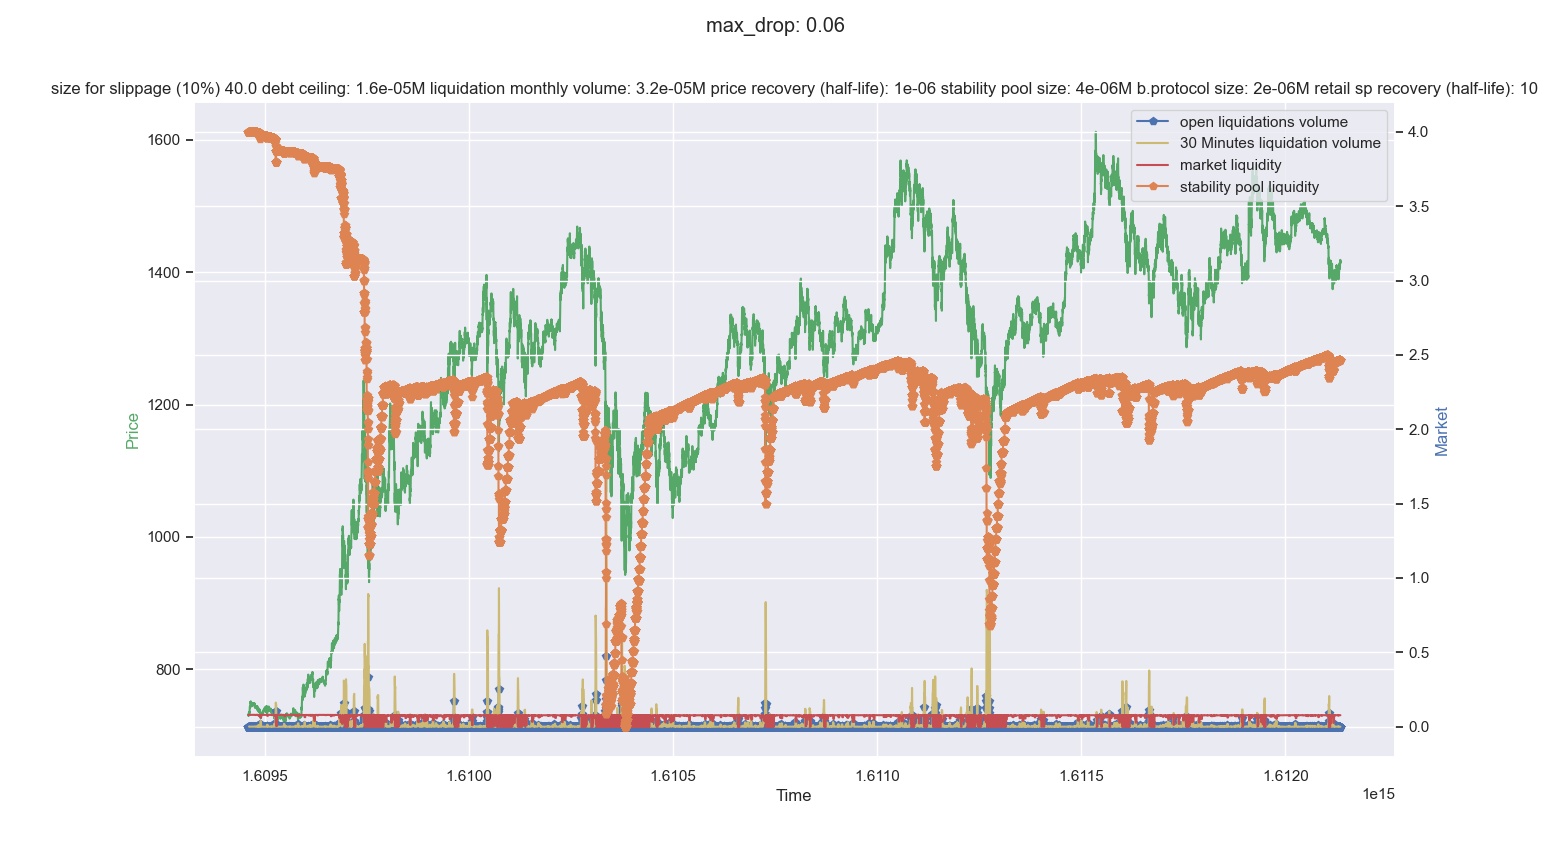 max_drop: 0.06
size for slippage (10%) 40.0 debt ceiling: 1.6e-05M liquidation monthly volume: 3.2e-05M price recovery (half-life): 1e-06 stability pool size: 4e-06M b.protocol size: 2e-06M retail sp recovery (half-life): 10
open liquidations volume
30 Minutes liquidation volume
market liquidity
stability pool liquidity
1600
1400
1200
1000
800
Price
4.0
3.5
3.0
2.5
2.0
1.5
1.0
0.5
0.0
Market
1.6095 1.6100 1.6105 1.6110 1.6115 1.6120
Time
1e15